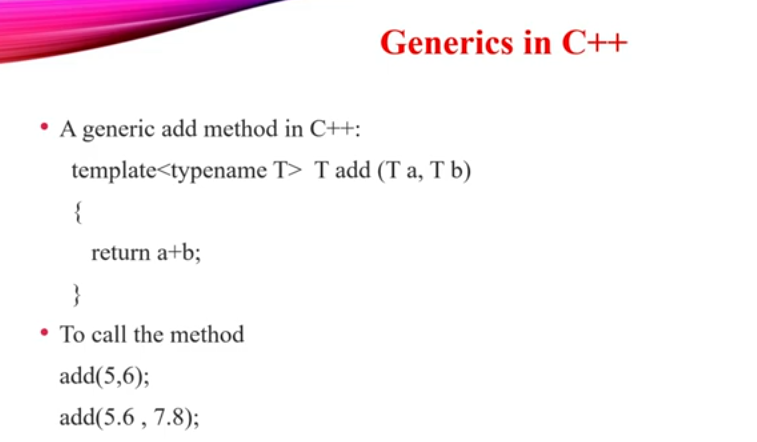 Generics in C++
• A generic add method in C++:
template<typename T> T add (T a, T b)
{
return a+b;
}
• To call the method
add(5,6);
add(5.6 , 7.8);